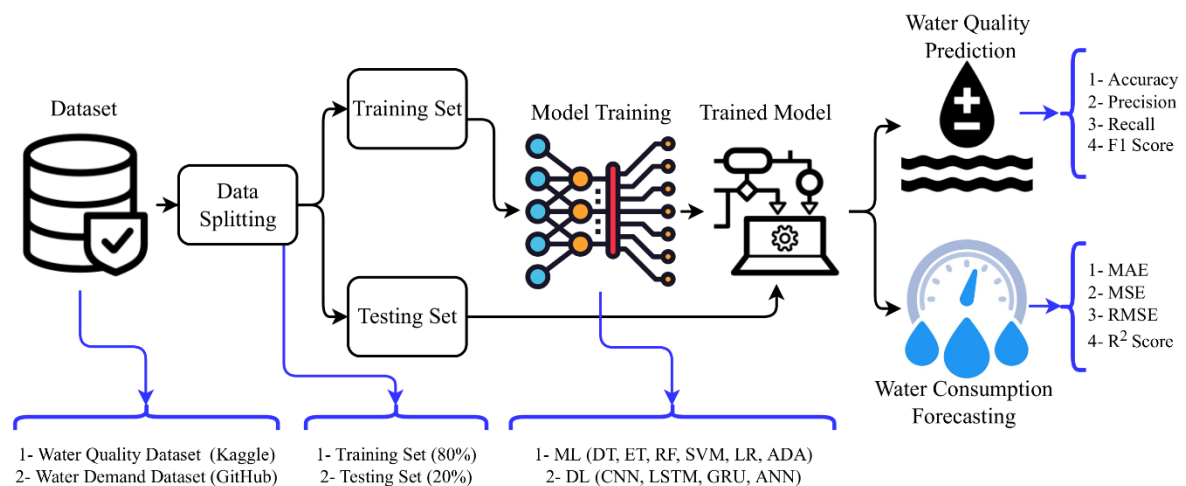 Dataset
Data
Splitting
Training Set
Testing Set
Model Training
Trained Model
Water Quality
Prediction
1- Accuracy
2- Precision
3- Recall
4- F1 Score
1- MAE
2- MSE
3- RMSE
4- R² Score
Water Consumption
Forecasting
1- Water Quality Dataset (Kaggle)
2- Water Demand Dataset (GitHub)
1- Training Set (80%)
2- Testing Set (20%)
1- ML (DT, ET, RF, SVM, LR, ADA)
2- DL (CNN, LSTM, GRU, ANN)